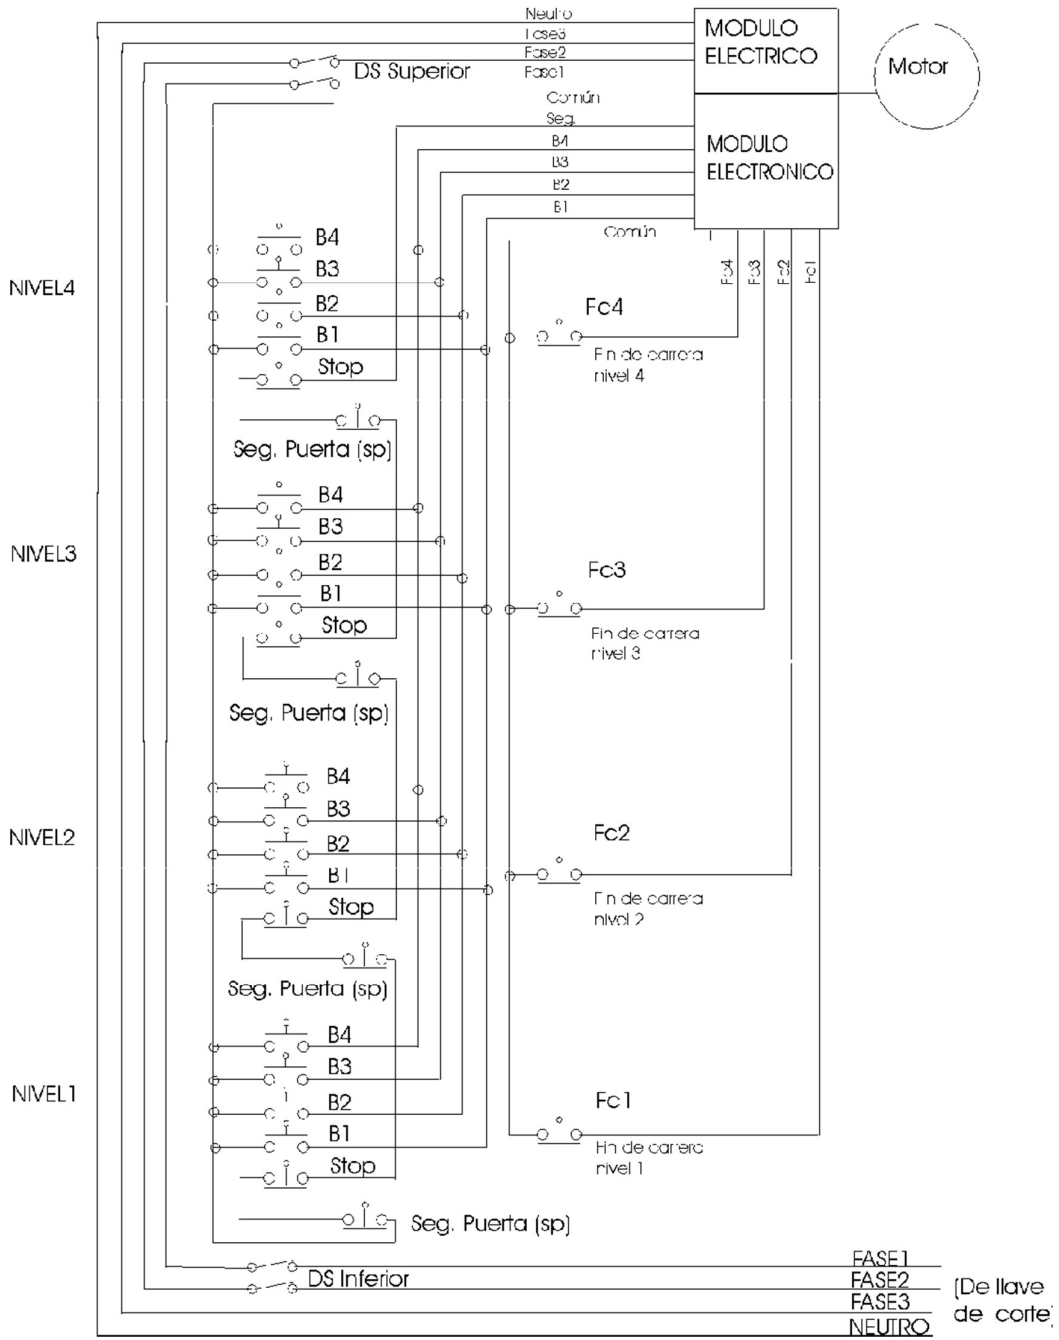 Neutro
Fase3
Fase2
Fase1
DS Superior
MODULO
ELECTRICO
Motor
Común
Seg.
B4
B3
B2
B1
Común
MODULO
ELECTRONICO
Fc4
Fc3
Fc2
Fc1
NIVEL4
B4
B3
B2
B1
Stop
Seg. Puerta (sp)
Fc4
Fin de carrera
nivel 4
NIVEL3
B4
B3
B2
B1
Stop
Seg. Puerta (sp)
Fc3
Fin de carrera
nivel 3
NIVEL2
B4
B3
B2
B1
Stop
Seg. Puerta (sp)
Fc2
Fin de carrera
nivel 2
NIVEL1
B4
B3
B2
B1
Stop
Seg. Puerta (sp)
Fc1
Fin de carrera
nivel 1
DS Inferior
FASE1
FASE2
FASE3
NEUTRO
(De llave
de corte)